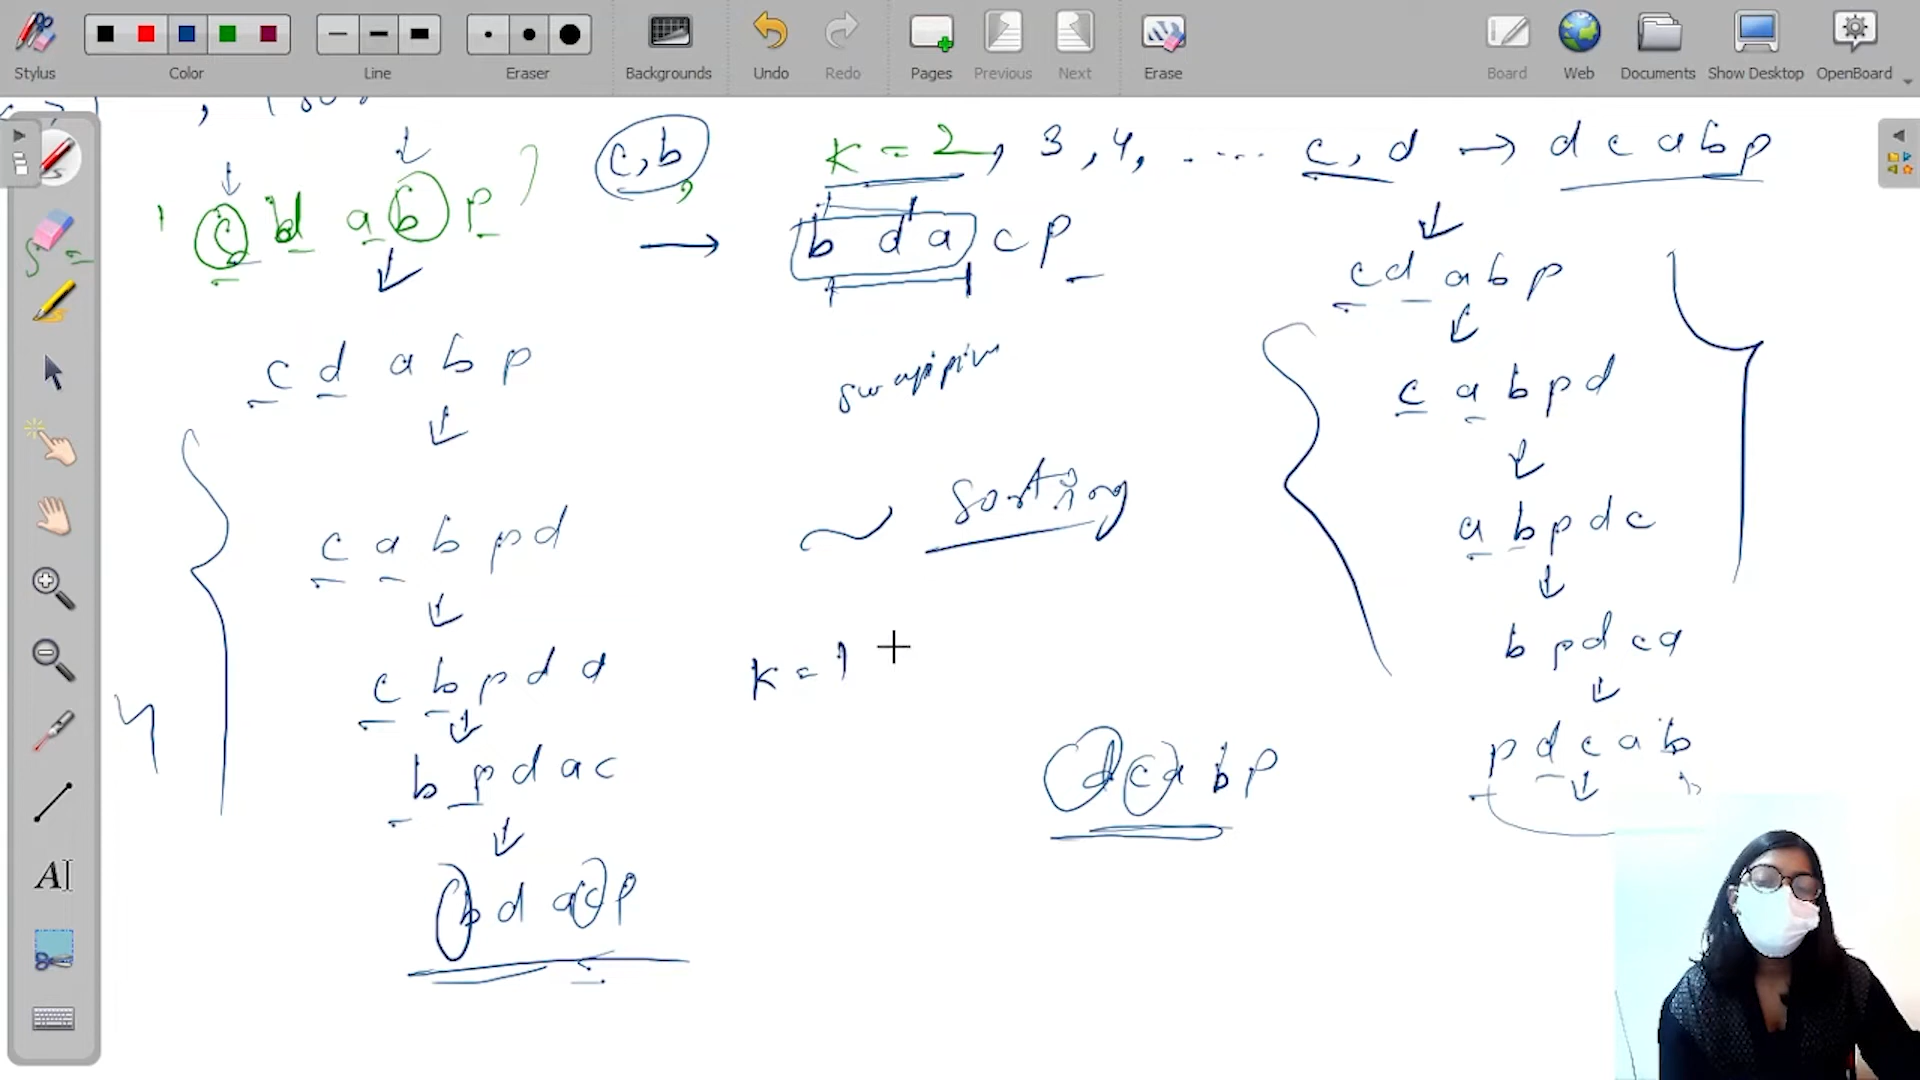 Stylus
Color
Line
Eraser
Backgrounds
Undo
Redo
Pages
Previous
Next
Erase
Board
Web
Documents
Show Desktop
OpenBoard
c, b
k = 2, 3, 4, ....
c, d → d c a b p
c d a b p
→ b d a c p
c d a b p
c d a b p
c a b p d
c a b p d
sorting
a b p d c
c b p d a
k = 1
b p d c a
b p d a c
d c a b p
p d c a b
b d a c p